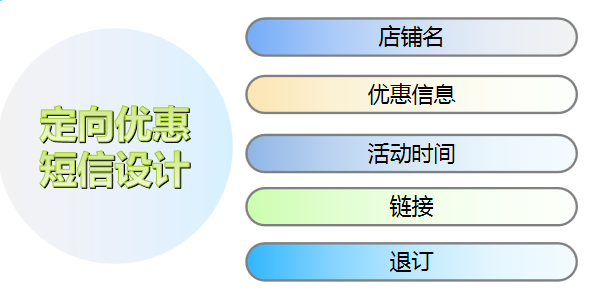 定向优惠
短信设计
店铺名
优惠信息
活动时间
链接
退订